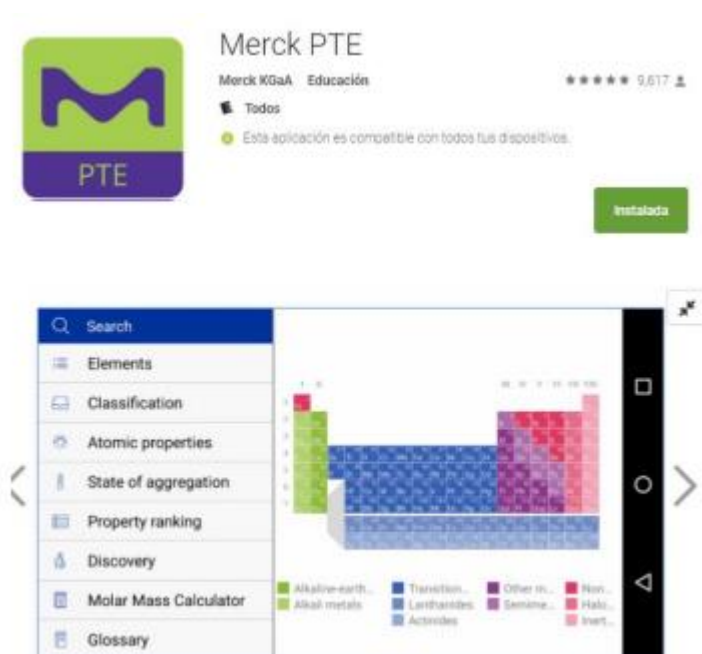 Merck PTE
Merck KGaA Educación
9,617
Todos
Esta aplicación es compatible con todos tus dispositivos.
PTE
Instalada
Search
Elements
Classification
Atomic properties
State of aggregation
Property ranking
Discovery
Molar Mass Calculator
Glossary
Alkaline-earth... Transition... Other m... Non...
Alkali metals Lanthanides Semime... Halo...
Actinides Inert...